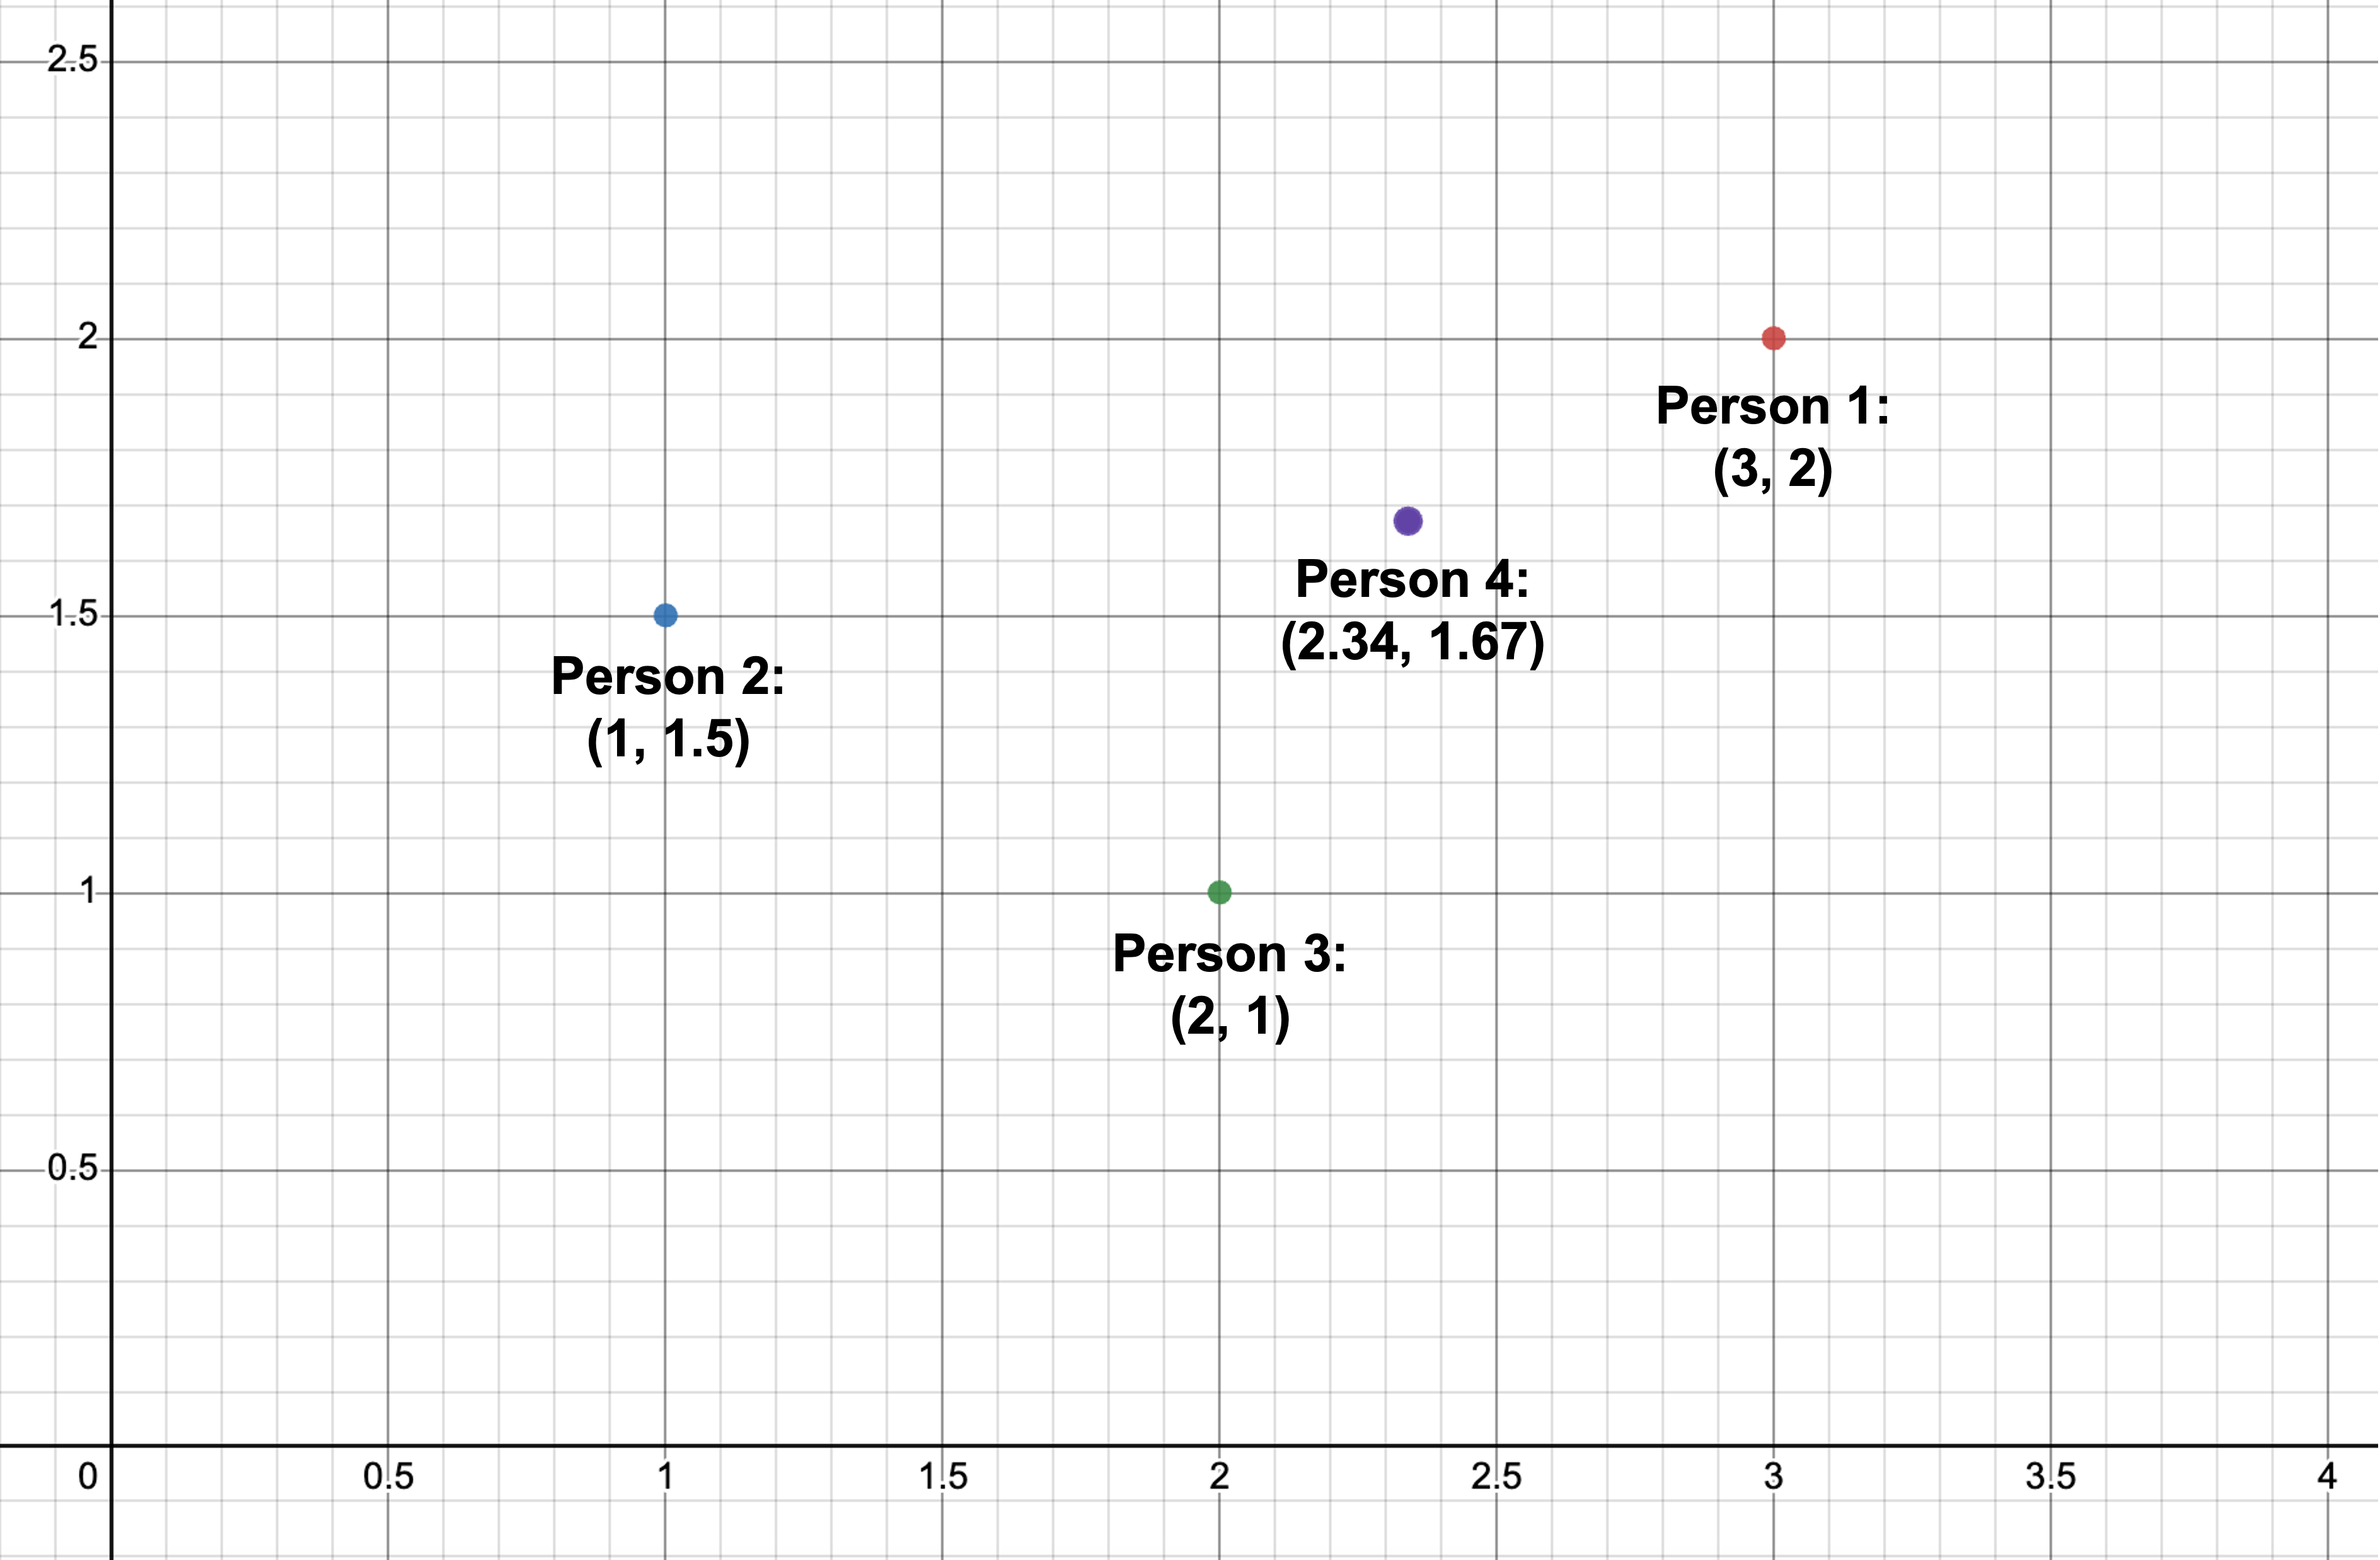 2.5
2
Person 1:
(3, 2)
Person 4:
(2.34, 1.67)
1.5
Person 2:
(1, 1.5)
1
Person 3:
(2, 1)
0.5
0 0.5 1 1.5 2 2.5 3 3.5 4